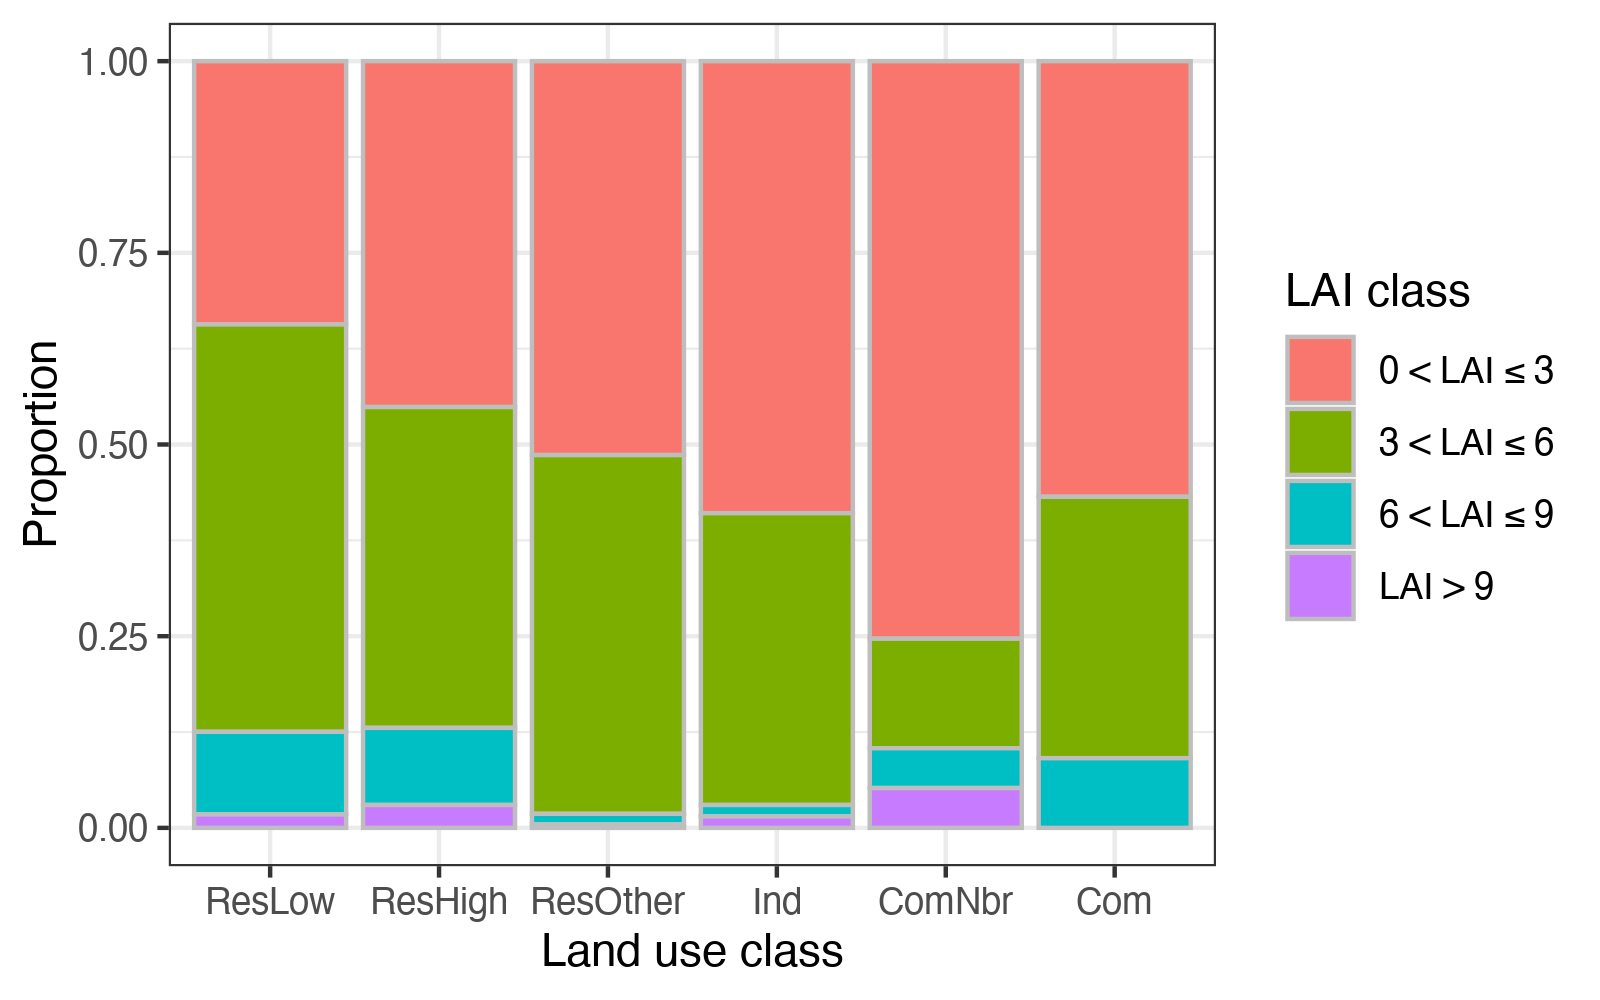 1.00
0.75
0.50
0.25
0.00
Proportion
ResLow ResHigh ResOther Ind ComNbr Com
Land use class
LAI class
0 < LAI ≤ 3
3 < LAI ≤ 6
6 < LAI ≤ 9
LAI > 9